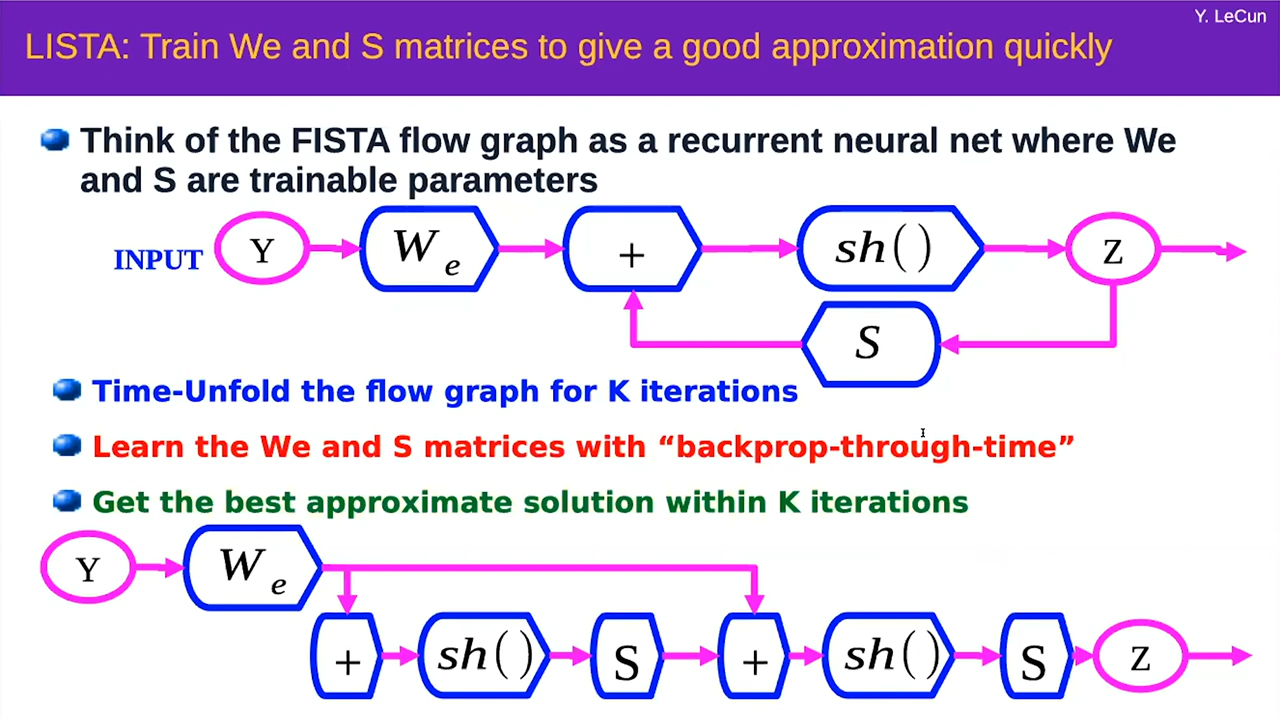 Y. LeCun
LISTA: Train We and S matrices to give a good approximation quickly
Think of the FISTA flow graph as a recurrent neural net where We
and S are trainable parameters
INPUT Y W e + sh() Z
S
Time-Unfold the flow graph for K iterations
Learn the We and S matrices with “backprop-through-time”
Get the best approximate solution within K iterations
Y W e
+ sh() S + sh() S Z